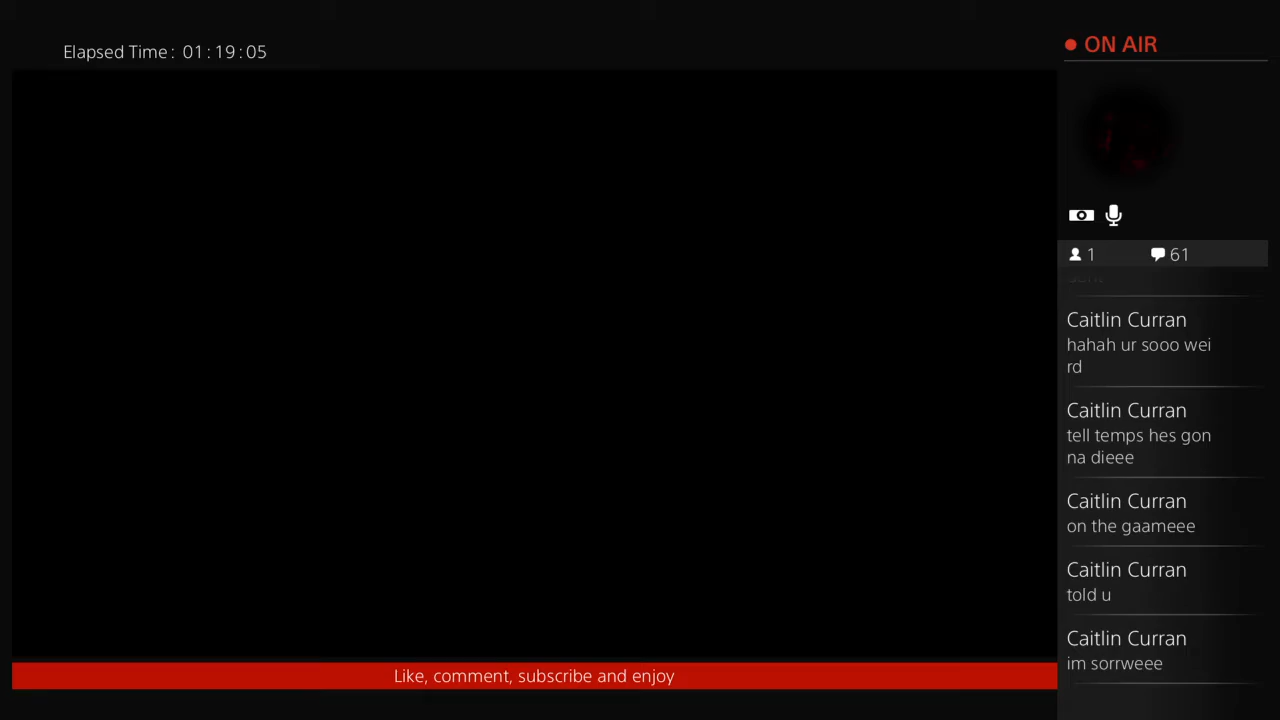 Elapsed Time: 01:19:05
ON AIR
1 61
Caitlin Curran
hahah ur sooo wei
rd
Caitlin Curran
tell temps hes gon
na dieee
Caitlin Curran
on the gaameee
Caitlin Curran
told u
Caitlin Curran
im sorrweee
Like, comment, subscribe and enjoy